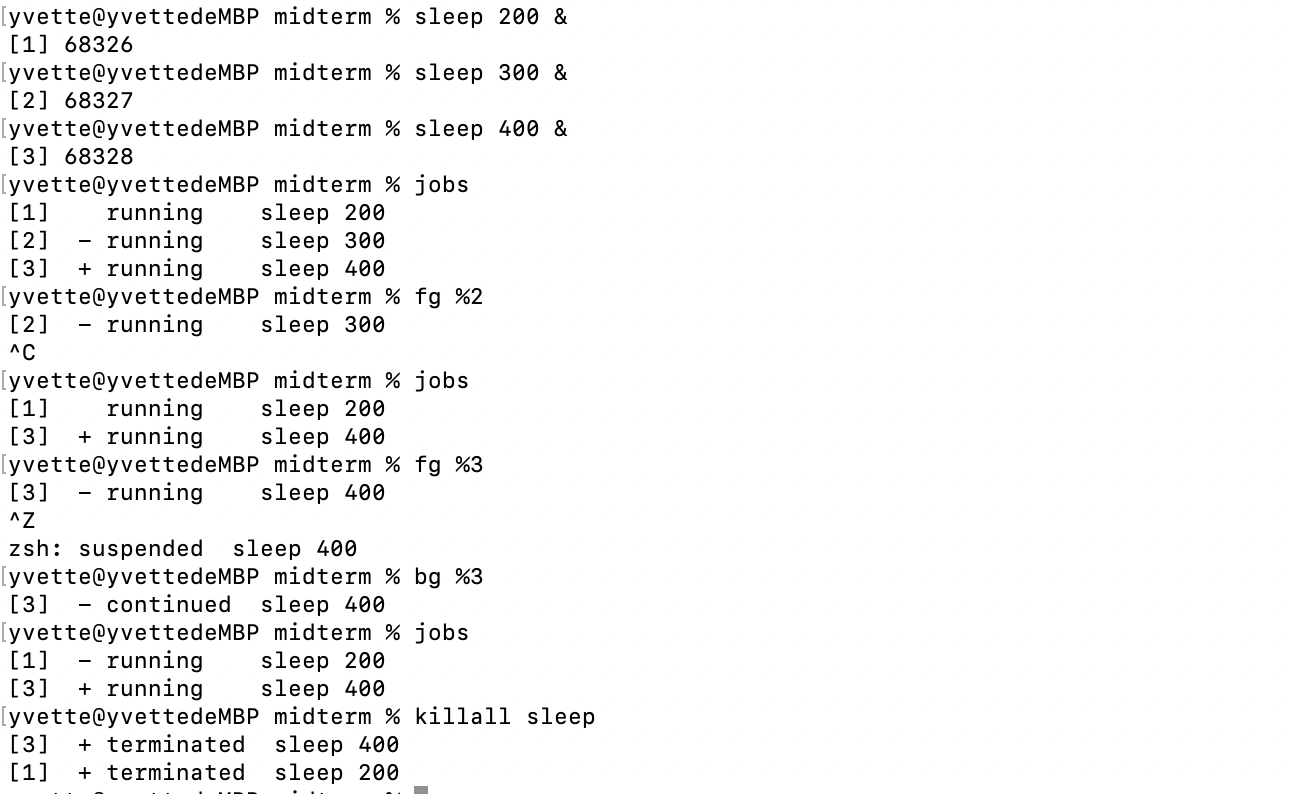 [yvette@yvettedeMBP midterm % sleep 200 &
[1] 68326
[yvette@yvettedeMBP midterm % sleep 300 &
[2] 68327
[yvette@yvettedeMBP midterm % sleep 400 &
[3] 68328
[yvette@yvettedeMBP midterm % jobs
[1]    running    sleep 200
[2]  - running    sleep 300
[3]  + running    sleep 400
[yvette@yvettedeMBP midterm % fg %2
[2]  - running    sleep 300
^C
[yvette@yvettedeMBP midterm % jobs
[1]    running    sleep 200
[3]  + running    sleep 400
[yvette@yvettedeMBP midterm % fg %3
[3]  - running    sleep 400
^Z
zsh: suspended  sleep 400
[yvette@yvettedeMBP midterm % bg %3
[3]  - continued  sleep 400
[yvette@yvettedeMBP midterm % jobs
[1]  - running    sleep 200
[3]  + running    sleep 400
[yvette@yvettedeMBP midterm % killall sleep
[3]  + terminated  sleep 400
[1]  + terminated  sleep 200